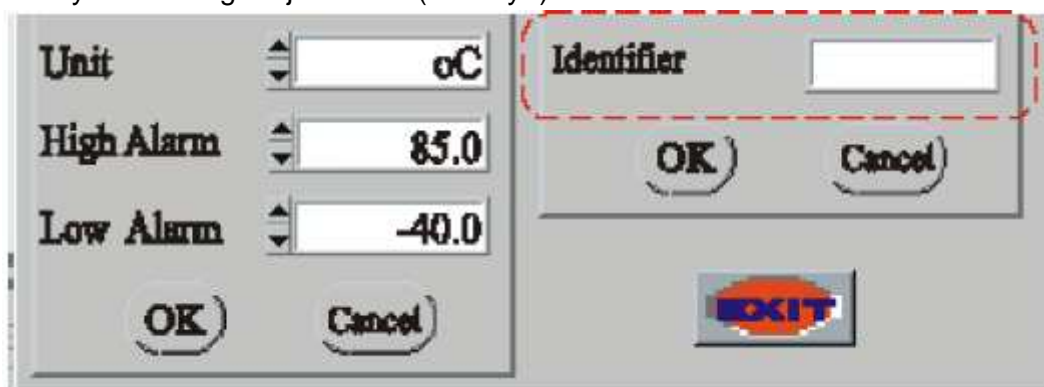 Unit oC
High Alarm 85.0
Low Alarm -40.0
OK Cancel
Identifier
OK Cancel
EXIT